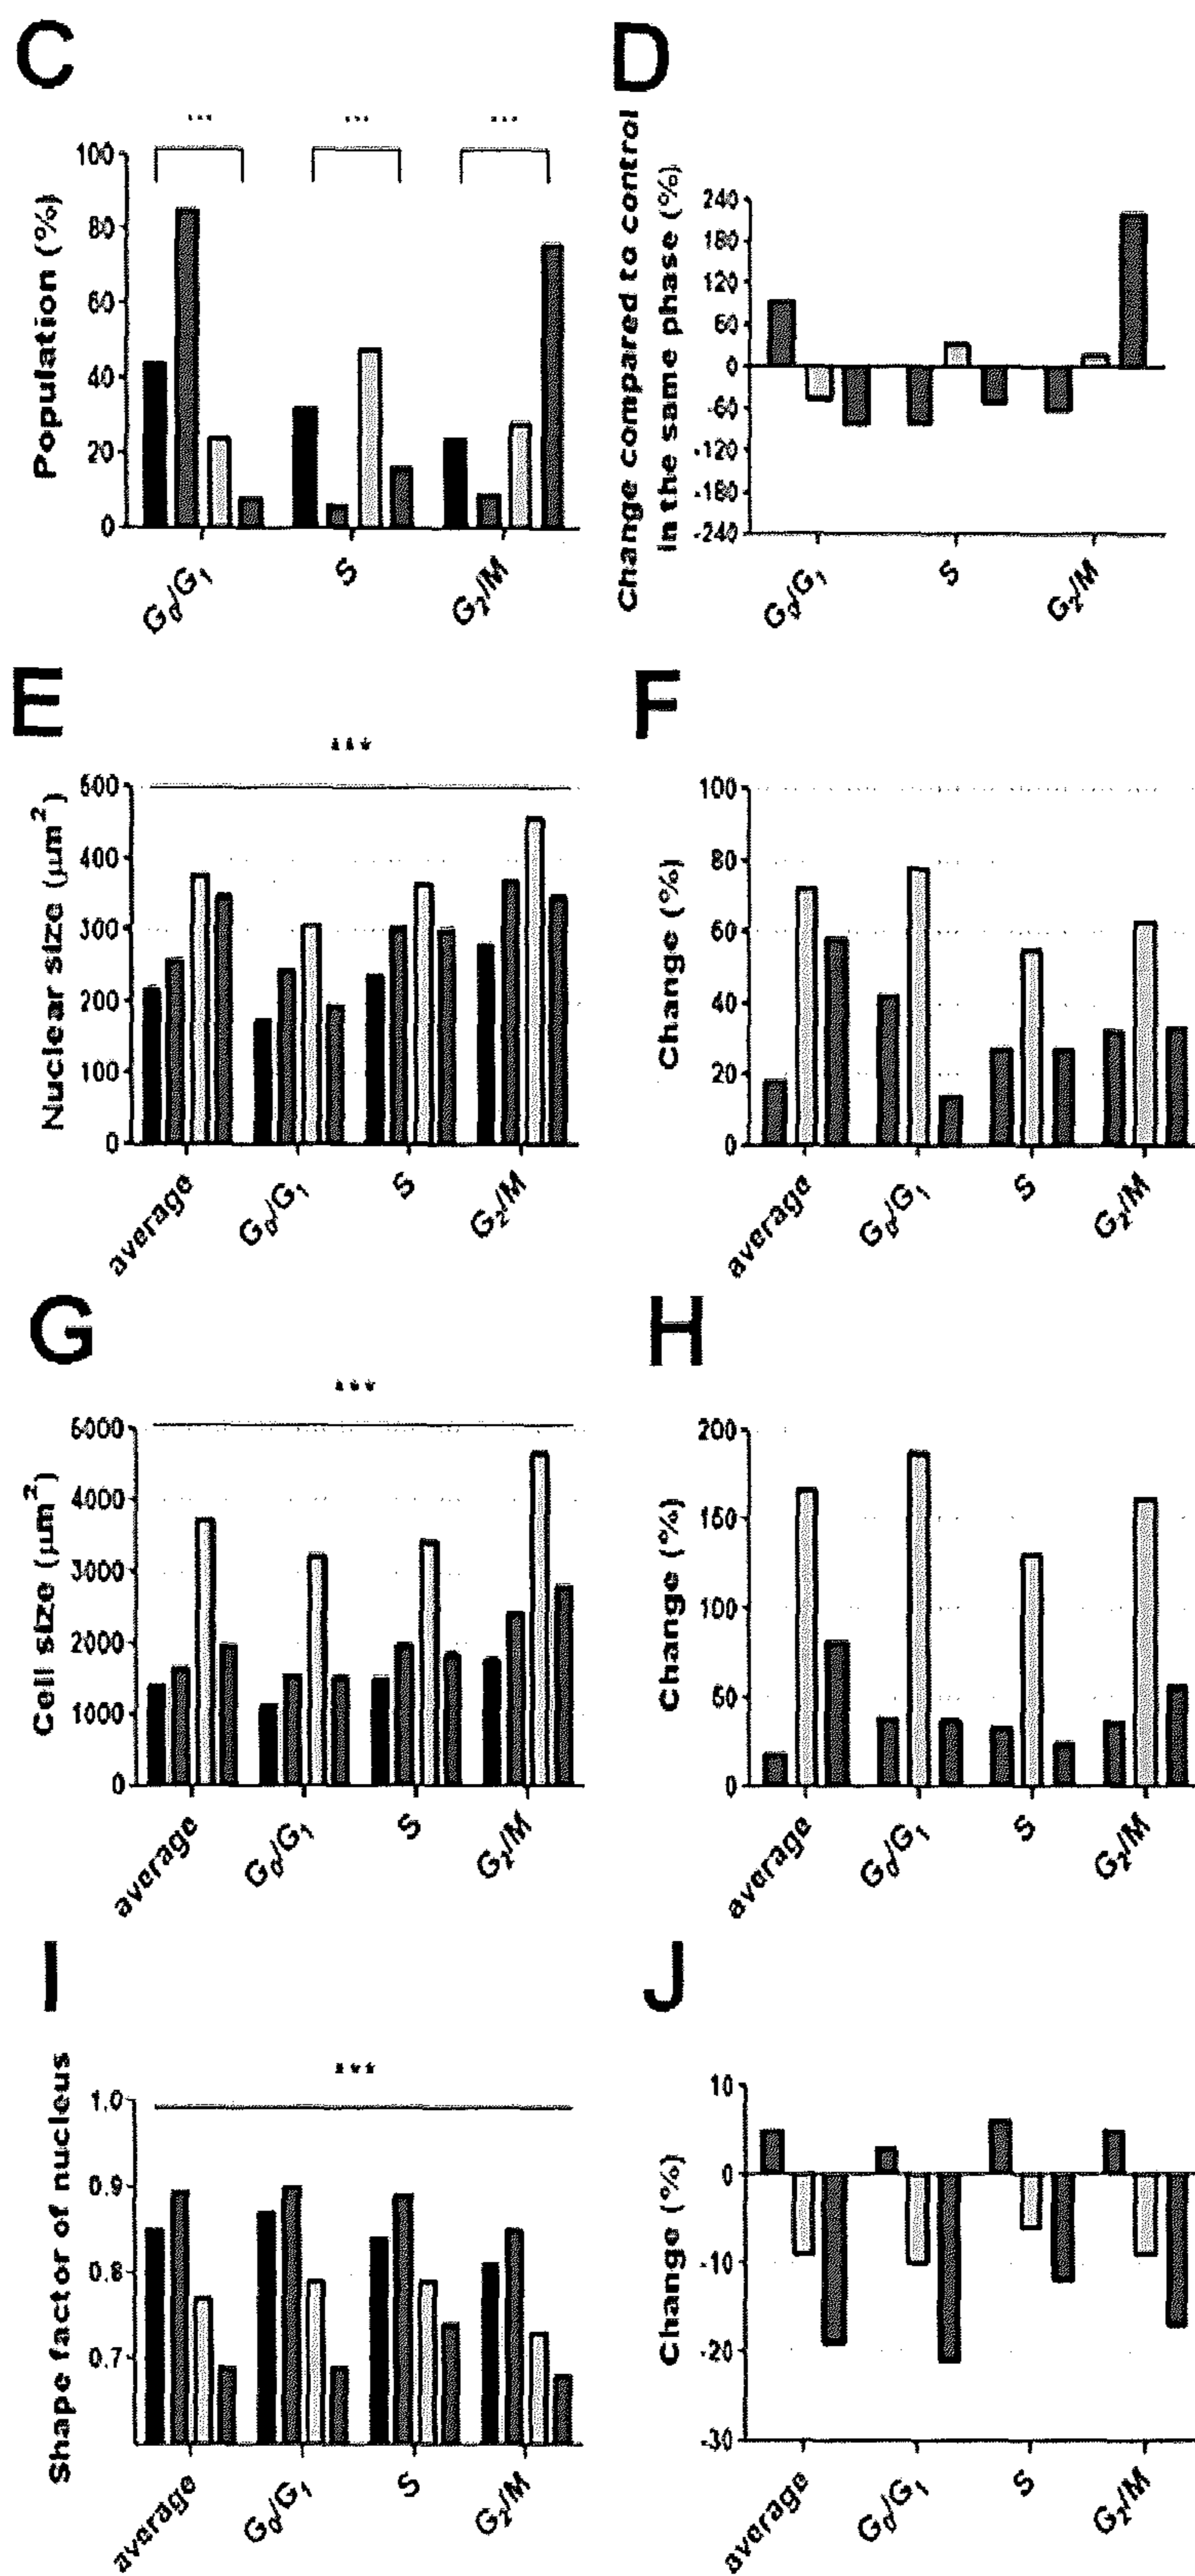 C
***
***
***
Population (%)
100
80
60
40
20
0
G0/G1
S
G2/M
D
Change compared to control
in the same phase (%)
240
180
120
60
0
-60
-120
-180
-240
G0/G1
S
G2/M
E
***
Nuclear size (µm²)
500
400
300
200
100
0
average
G0/G1
S
G2/M
F
Change (%)
100
80
60
40
20
0
average
G0/G1
S
G2/M
G
***
Cell size (µm²)
5000
4000
3000
2000
1000
0
average
G0/G1
S
G2/M
H
Change (%)
200
150
100
50
0
average
G0/G1
S
G2/M
I
***
Shape factor of nucleus
1.0
0.9
0.8
0.7
average
G0/G1
S
G2/M
J
Change (%)
10
0
-10
-20
-30
average
G0/G1
S
G2/M